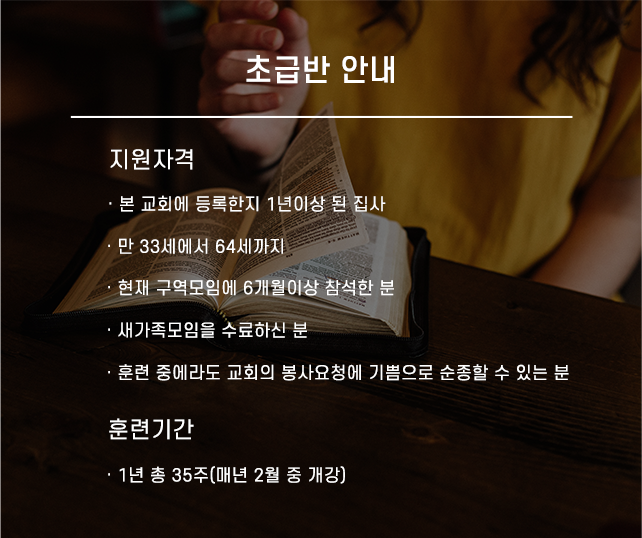 초급반 안내
지원자격
· 본 교회에 등록한지 1년이상 된 집사
· 만 33세에서 64세까지
· 현재 구역모임에 6개월이상 참석한 분
· 새가족모임을 수료하신 분
· 훈련 중에라도 교회의 봉사요청에 기쁨으로 순종할 수 있는 분
훈련기간
· 1년 총 35주(매년 2월 중 개강)